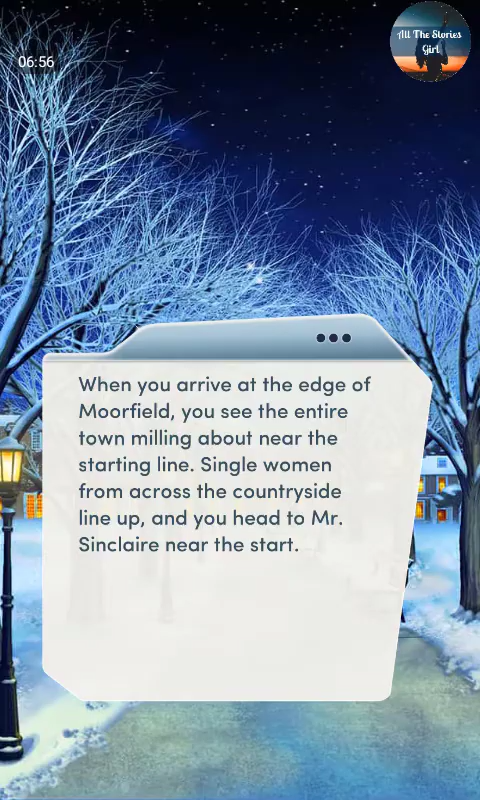 06:56
All The Stories
Girl
When you arrive at the edge of
Moorfield, you see the entire
town milling about near the
starting line. Single women
from across the countryside
line up, and you head to Mr.
Sinclaire near the start.